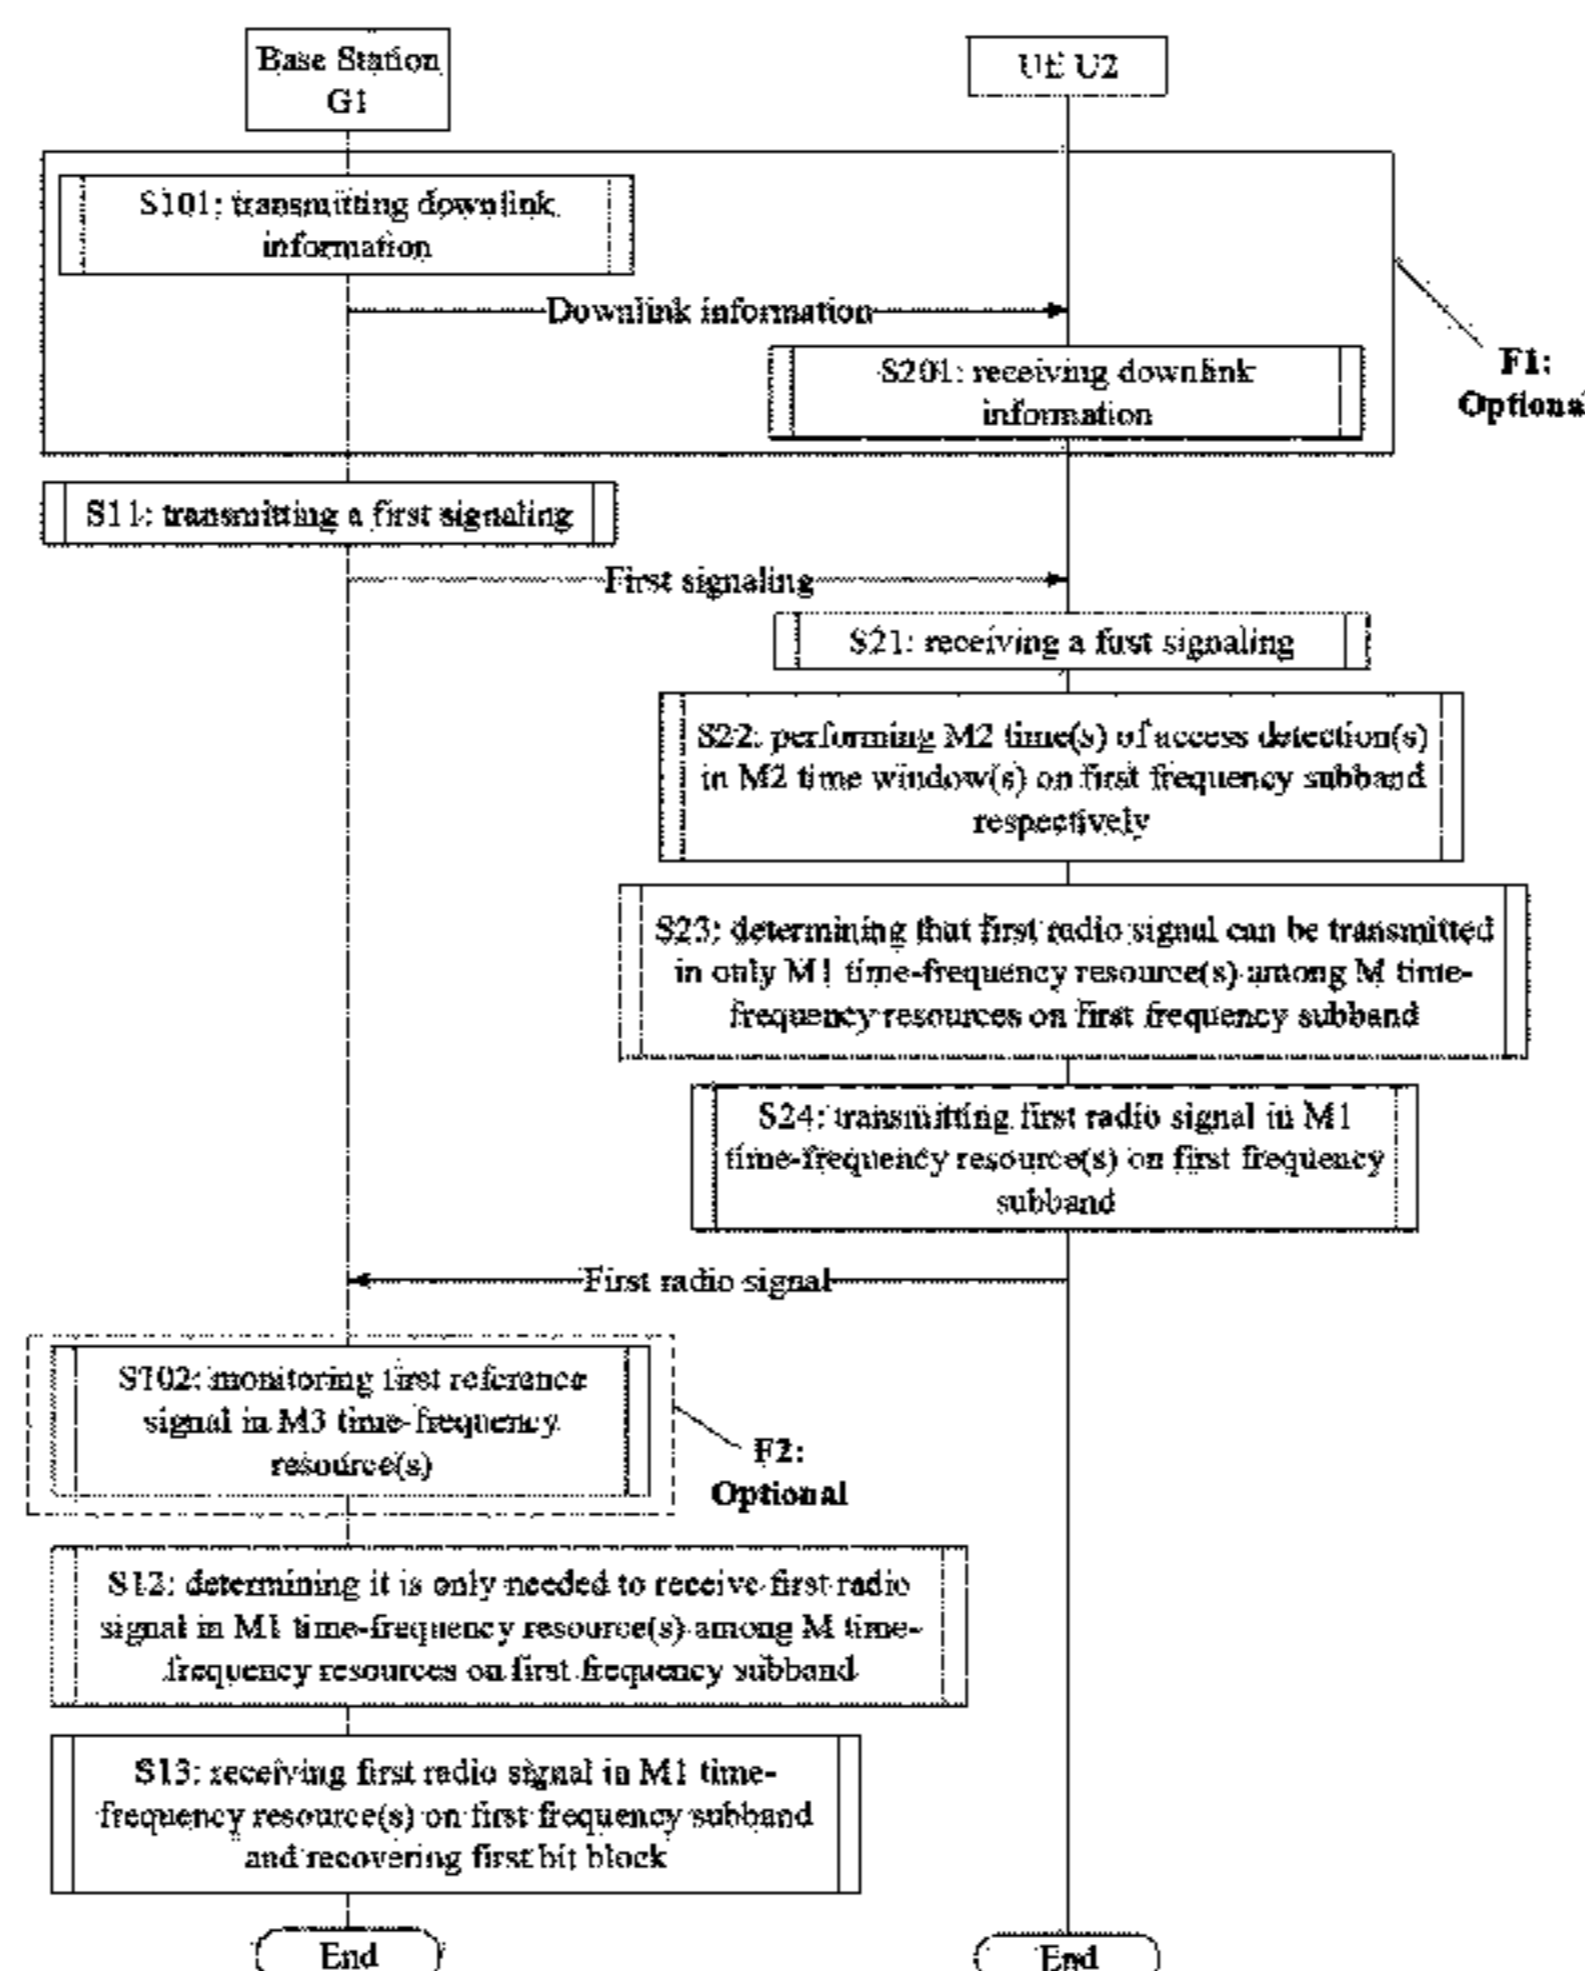 Base Station
G1
UE U2
S101: transmitting downlink
information
Downlink information
S201: receiving downlink
information
F1:
Optional
S11: transmitting a first signaling
First signaling
S21: receiving a first signaling
S22: performing M2 time(s) of access detection(s)
in M2 time window(s) on first frequency subband
respectively
S23: determining that first radio signal can be transmitted
in only M1 time-frequency resource(s) among M time-
frequency resources on first frequency subband
S24: transmitting first radio signal in M1
time-frequency resource(s) on first frequency
subband
First radio signal
S102: monitoring first reference
signal in M3 time-frequency
resource(s)
F2:
Optional
S12: determining it is only needed to receive first radio
signal in M1 time-frequency resource(s) among M time-
frequency resources on first frequency subband
S13: receiving first radio signal in M1 time-
frequency resource(s) on first frequency subband
and recovering first bit block
End
End